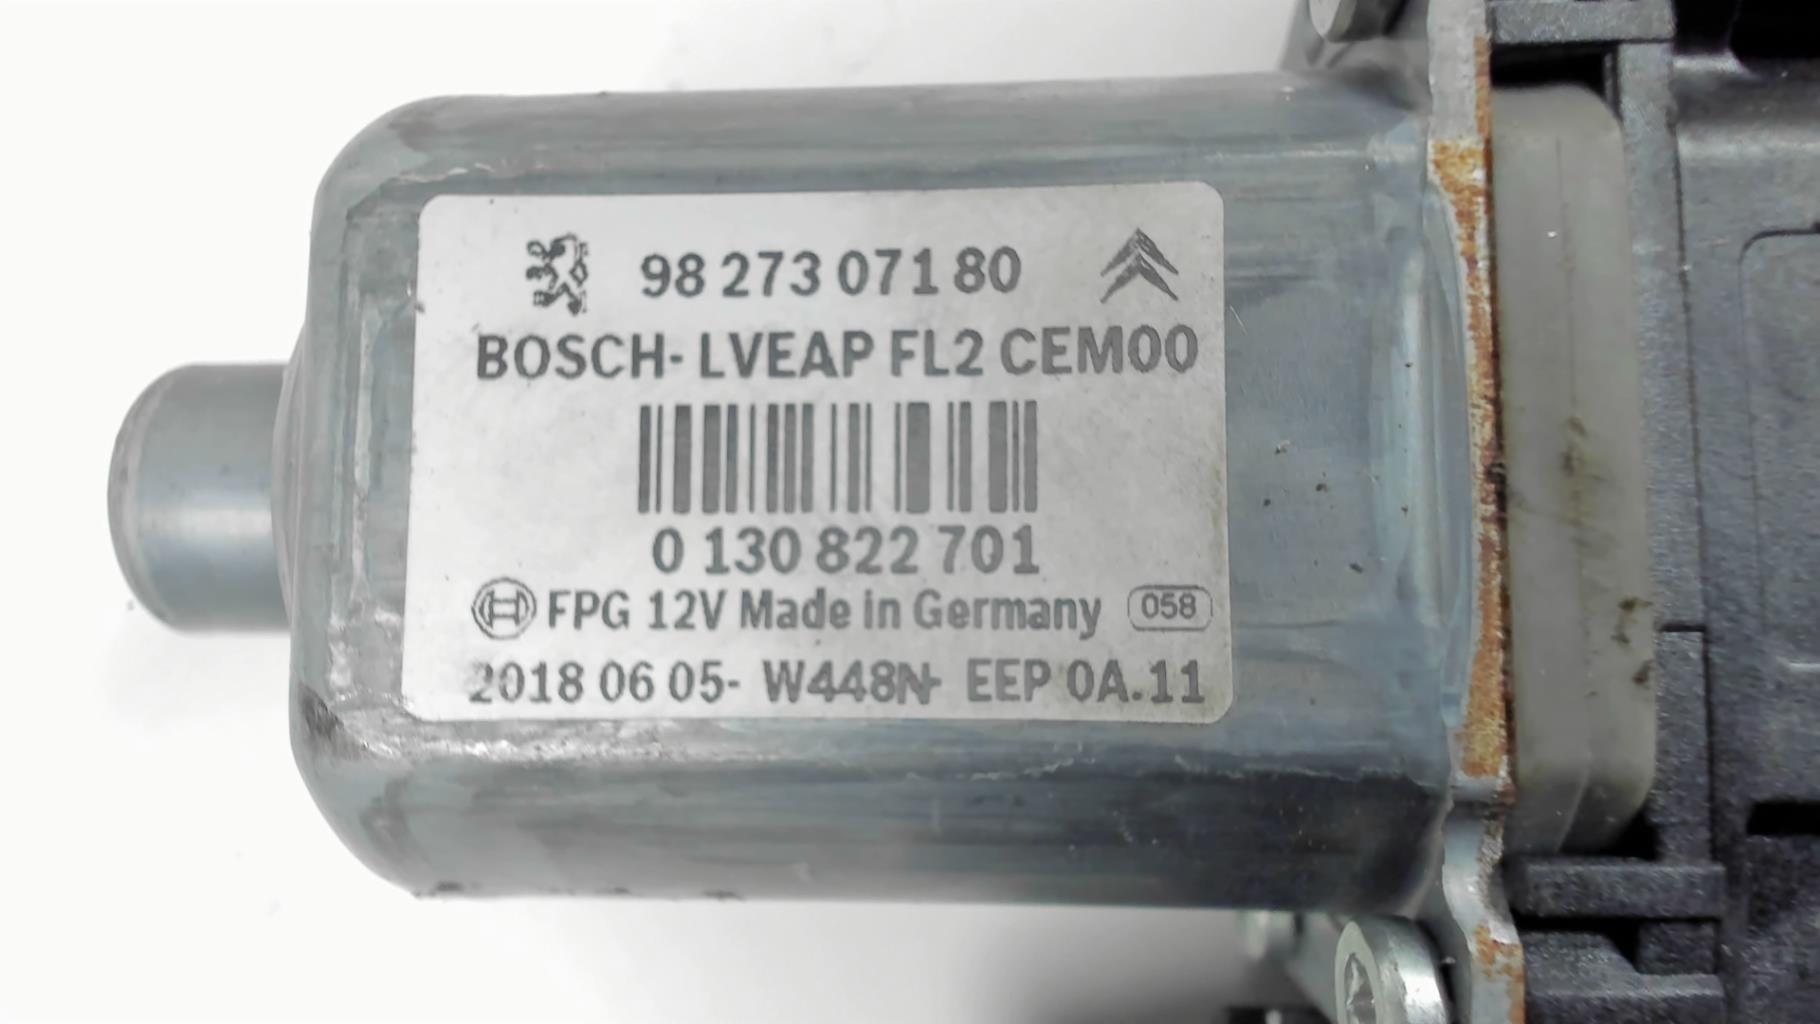 98 273 071 80
BOSCH- LVEAP FL2 CEM00
0 130 822 701
FPG 12V Made in Germany 058
2018 06 05- W448N- EEP 0A.11